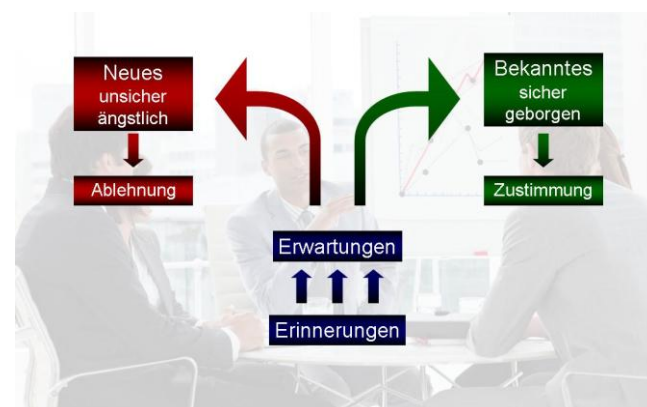 Neues
unsicher
ängstlich
Ablehnung
Bekanntes
sicher
geborgen
Zustimmung
Erwartungen
Erinnerungen